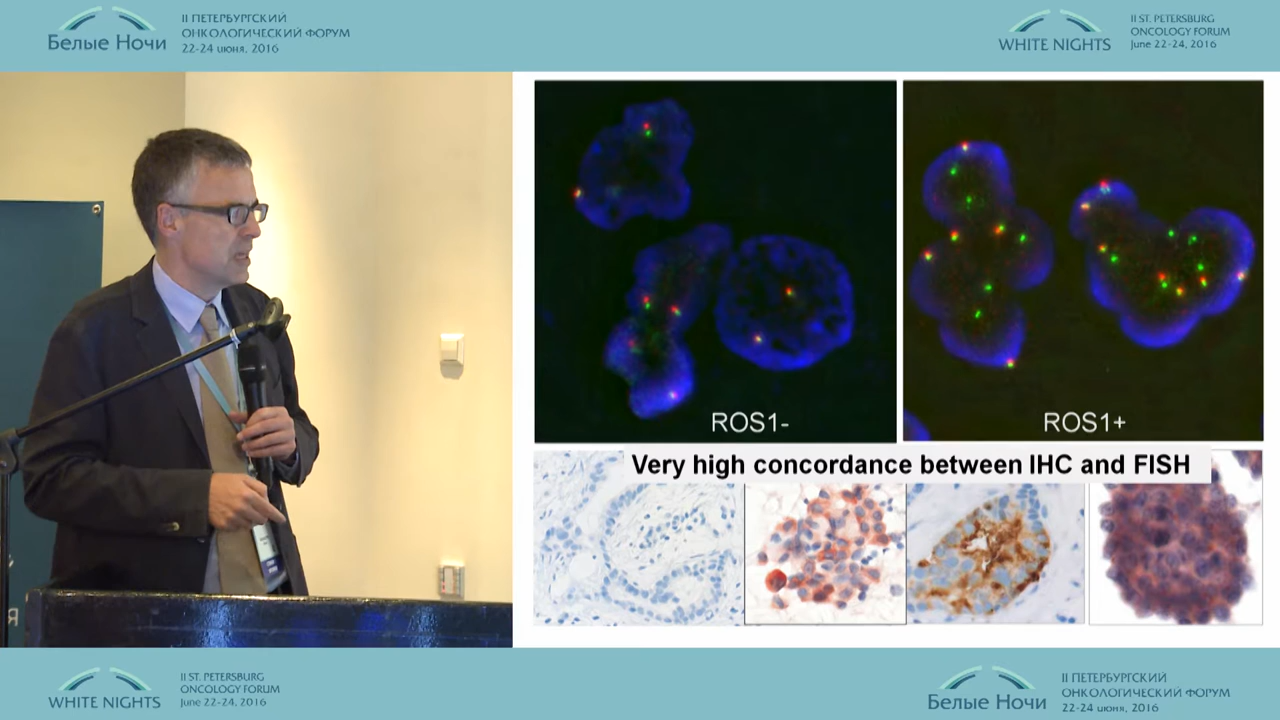 Белые Ночи
II ПЕТЕРБУРГСКИЙ
ОНКОЛОГИЧЕСКИЙ ФОРУМ
22-24 июня, 2016
WHITE NIGHTS
II ST. PETERSBURG
ONCOLOGY FORUM
June 22-24, 2016
ROS1-
ROS1+
Very high concordance between IHC and FISH
WHITE NIGHTS
II ST. PETERSBURG
ONCOLOGY FORUM
June 22-24, 2016
Белые Ночи
II ПЕТЕРБУРГСКИЙ
ОНКОЛОГИЧЕСКИЙ ФОРУМ
22-24 июня, 2016